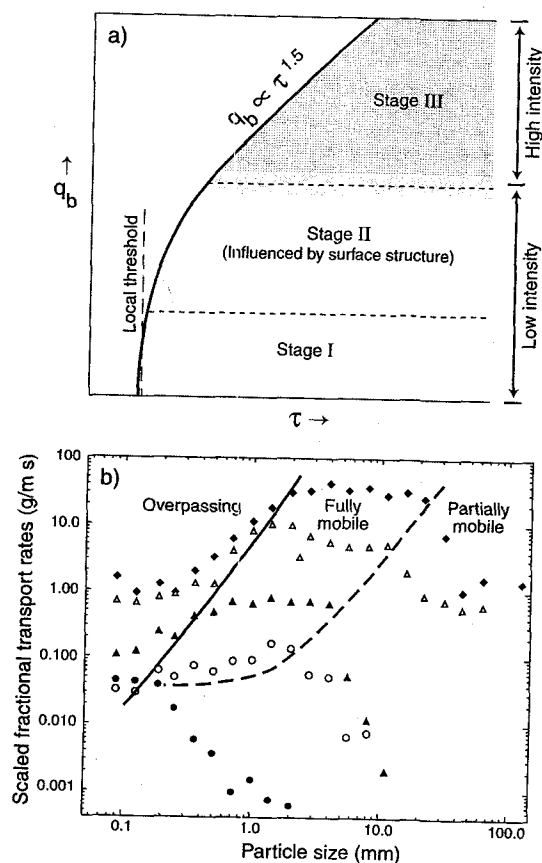 a)
q_b ∝ τ^1.5
Stage III
High intensity
↑
q_b
Local threshold
Stage II
(Influenced by surface structure)
Low intensity
Stage I
τ →
b)
Scaled fractional transport rates (g/m s)
100
10.0
1.00
0.100
0.010
0.001
Overpassing
Fully
mobile
Partially
mobile
0.1
1.0
10.0
100.0
Particle size (mm)